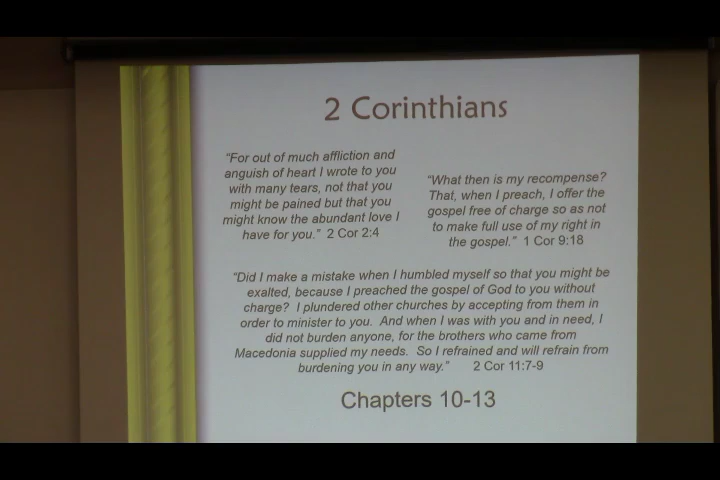 2 Corinthians
“For out of much affliction and
anguish of heart I wrote to you
with many tears, not that you
might be pained but that you
might know the abundant love I
have for you.” 2 Cor 2:4
“What then is my recompense?
That, when I preach, I offer the
gospel free of charge so as not
to make full use of my right in
the gospel.” 1 Cor 9:18
“Did I make a mistake when I humbled myself so that you might be
exalted, because I preached the gospel of God to you without
charge? I plundered other churches by accepting from them in
order to minister to you. And when I was with you and in need, I
did not burden anyone, for the brothers who came from
Macedonia supplied my needs. So I refrained and will refrain from
burdening you in any way.” 2 Cor 11:7-9
Chapters 10-13